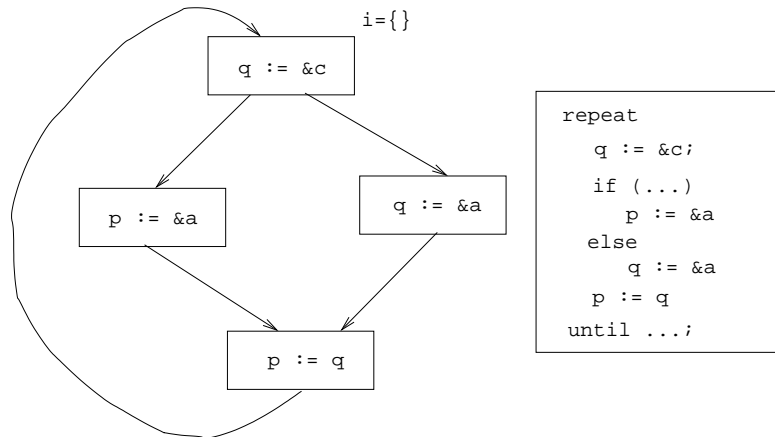 i={}
q := &c
p := &a
q := &a
p := q
repeat
q := &c;
if (...)
p := &a
else
q := &a
p := q
until ...;